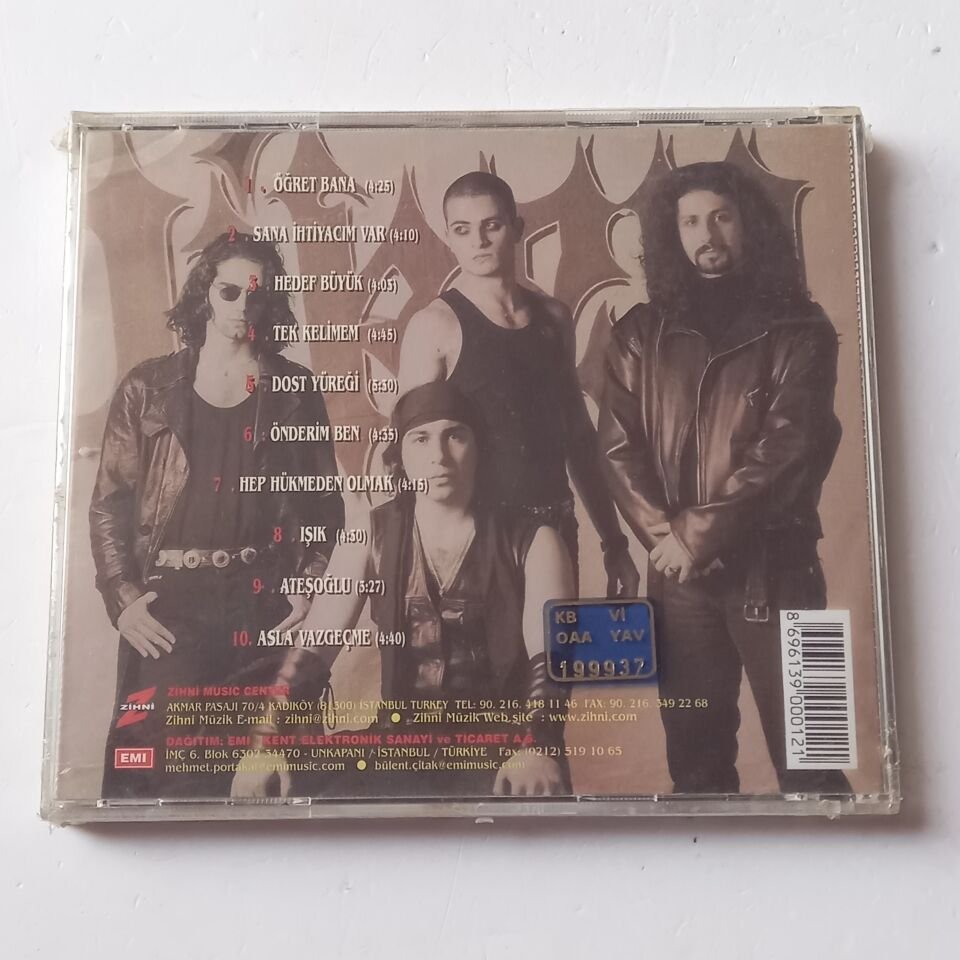 1. ÖĞRET BANA (4:25)
2. SANA İHTİYACIM VAR (4:10)
3. HEDEF BÜYÜK (4:05)
4. TEK KELİMEM (4:45)
5. DOST YÜREĞİ (5:50)
6. ÖNDERİM BEN (4:35)
7. HEP HÜKMEDEN OLMAK (4:15)
8. IŞIK (4:50)
9. ATEŞOĞLU (5:27)
10. ASLA VAZGEÇME (4:40)
KB VI
OAA YAV
199937
8 696139 000121
ZİHNİ
ZİHNİ MUSIC CENTER
AKMAR PASAJI 70/4 KADIKÖY (81300) İSTANBUL TURKEY TEL: 90. 216. 418 11 46 FAX: 90. 216. 349 22 68
Zihni Müzik E-mail : zihni@zihni.com ● Zihni Müzik Web site : www.zihni.com
EMI
DAĞITIM: EMI - KENT ELEKTRONİK SANAYİ ve TİCARET A.Ş.
İMÇ 6. Blok 6302 34470 - UNKAPANI / İSTANBUL / TÜRKİYE Fax: (0212) 519 10 65
mehmet.portakal@emimusic.com ● bülent.çitak@emimusic.com